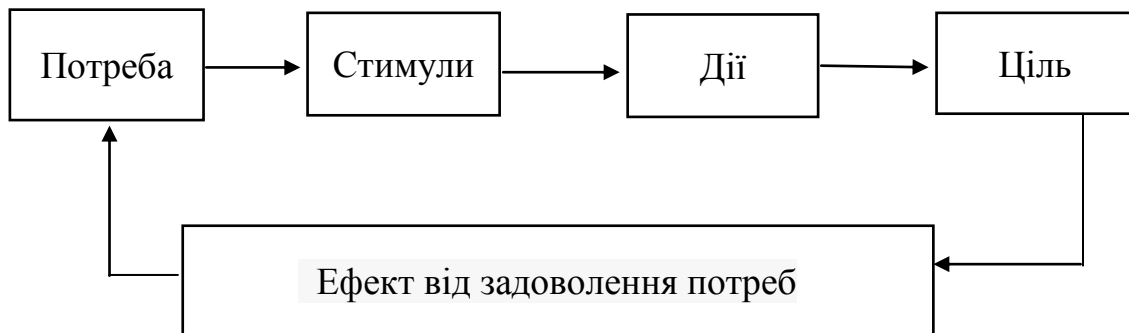 Потреба
Стимули
Дії
Ціль
Ефект від задоволення потреб